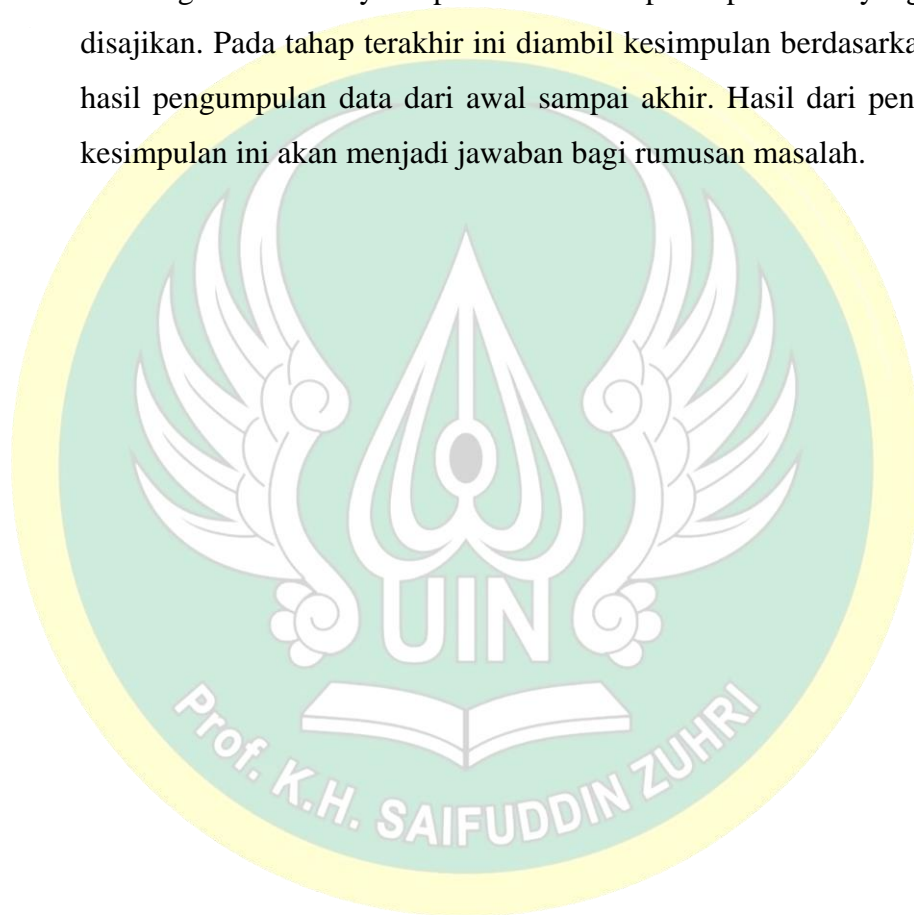 disajikan. Pada tahap terakhir ini diambil kesimpulan berdasarka
hasil pengumpulan data dari awal sampai akhir. Hasil dari pen
kesimpulan ini akan menjadi jawaban bagi rumusan masalah.
UIN
Prof. K.H. SAIFUDDIN ZUHRI